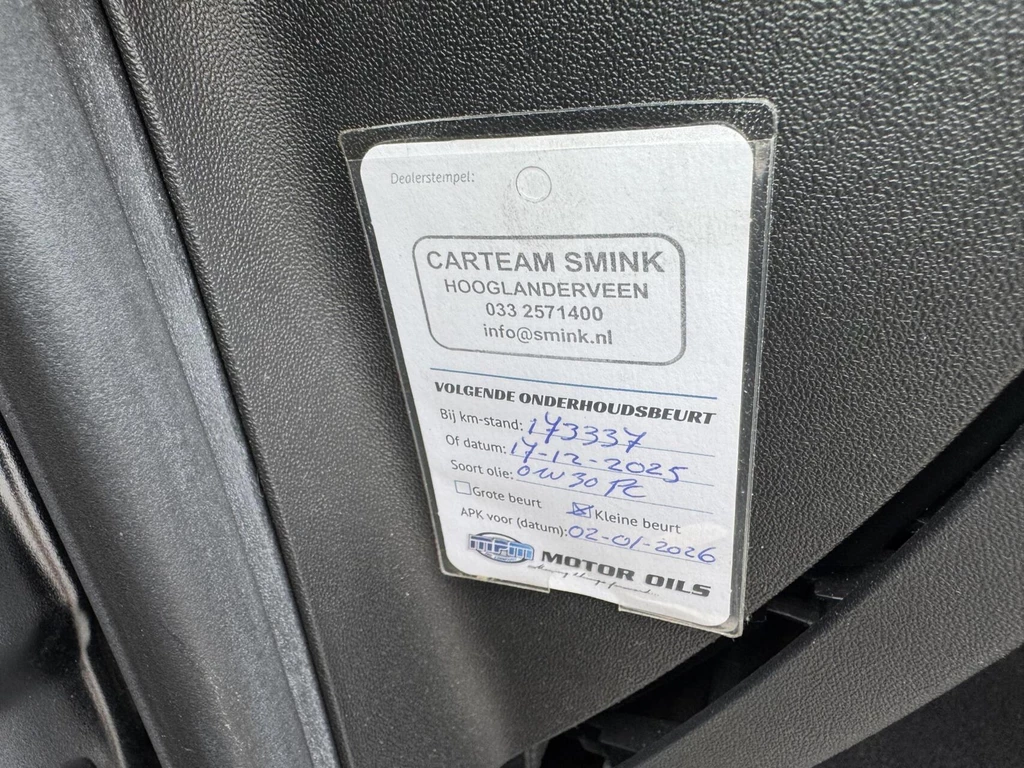 Dealerstempel:
CARTEAM SMINK
HOOGLANDERVEEN
033 2571400
info@smink.nl
VOLGENDE ONDERHOUDSBEURT
Bij km-stand: 173337
Of datum: 17-12-2025
Soort olie: 0W30 PC
Grote beurt Kleine beurt
APK voor (datum): 02-01-2026
MOTOR OILS